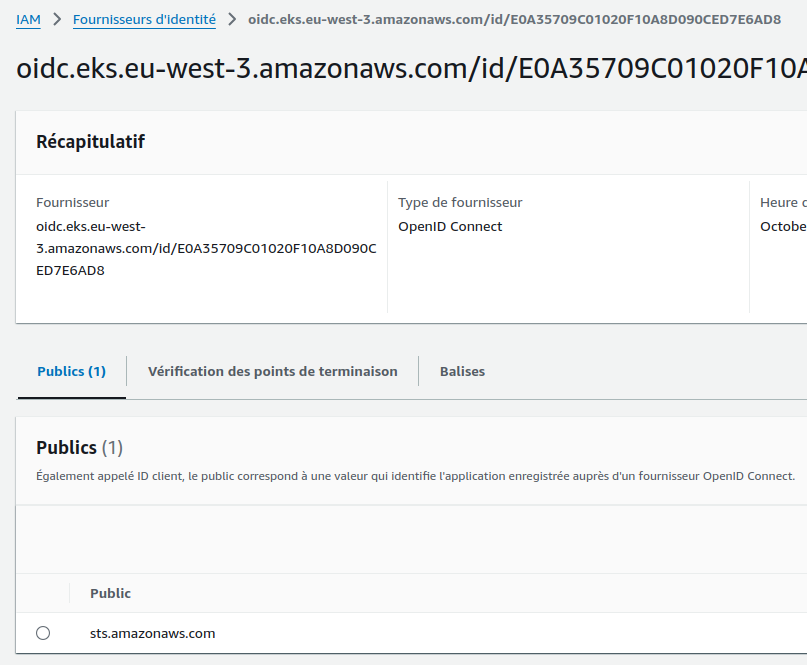 IAM > Fournisseurs d'identité > oidc.eks.eu-west-3.amazonaws.com/id/E0A35709C01020F10A8D090CED7E6AD8
oidc.eks.eu-west-3.amazonaws.com/id/E0A35709C01020F10A
Récapitulatif
Fournisseur
oidc.eks.eu-west-
3.amazonaws.com/id/E0A35709C01020F10A8D090C
ED7E6AD8
Type de fournisseur
OpenID Connect
Heure
Octobe
Publics (1)
Vérification des points de terminaison
Balises
Publics (1)
Également appelé ID client, le public correspond à une valeur qui identifie l'application enregistrée auprès d'un fournisseur OpenID Connect.
Public
sts.amazonaws.com